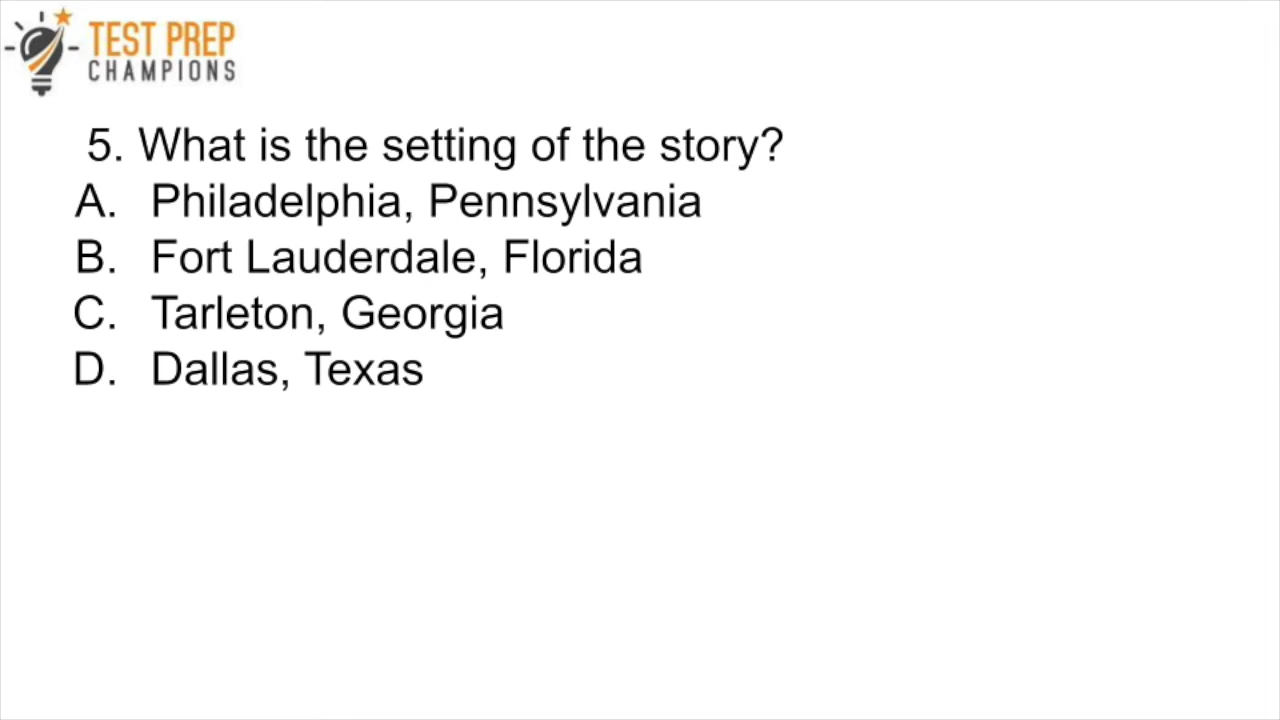 TEST PREP
CHAMPIONS
5. What is the setting of the story?
A. Philadelphia, Pennsylvania
B. Fort Lauderdale, Florida
C. Tarleton, Georgia
D. Dallas, Texas